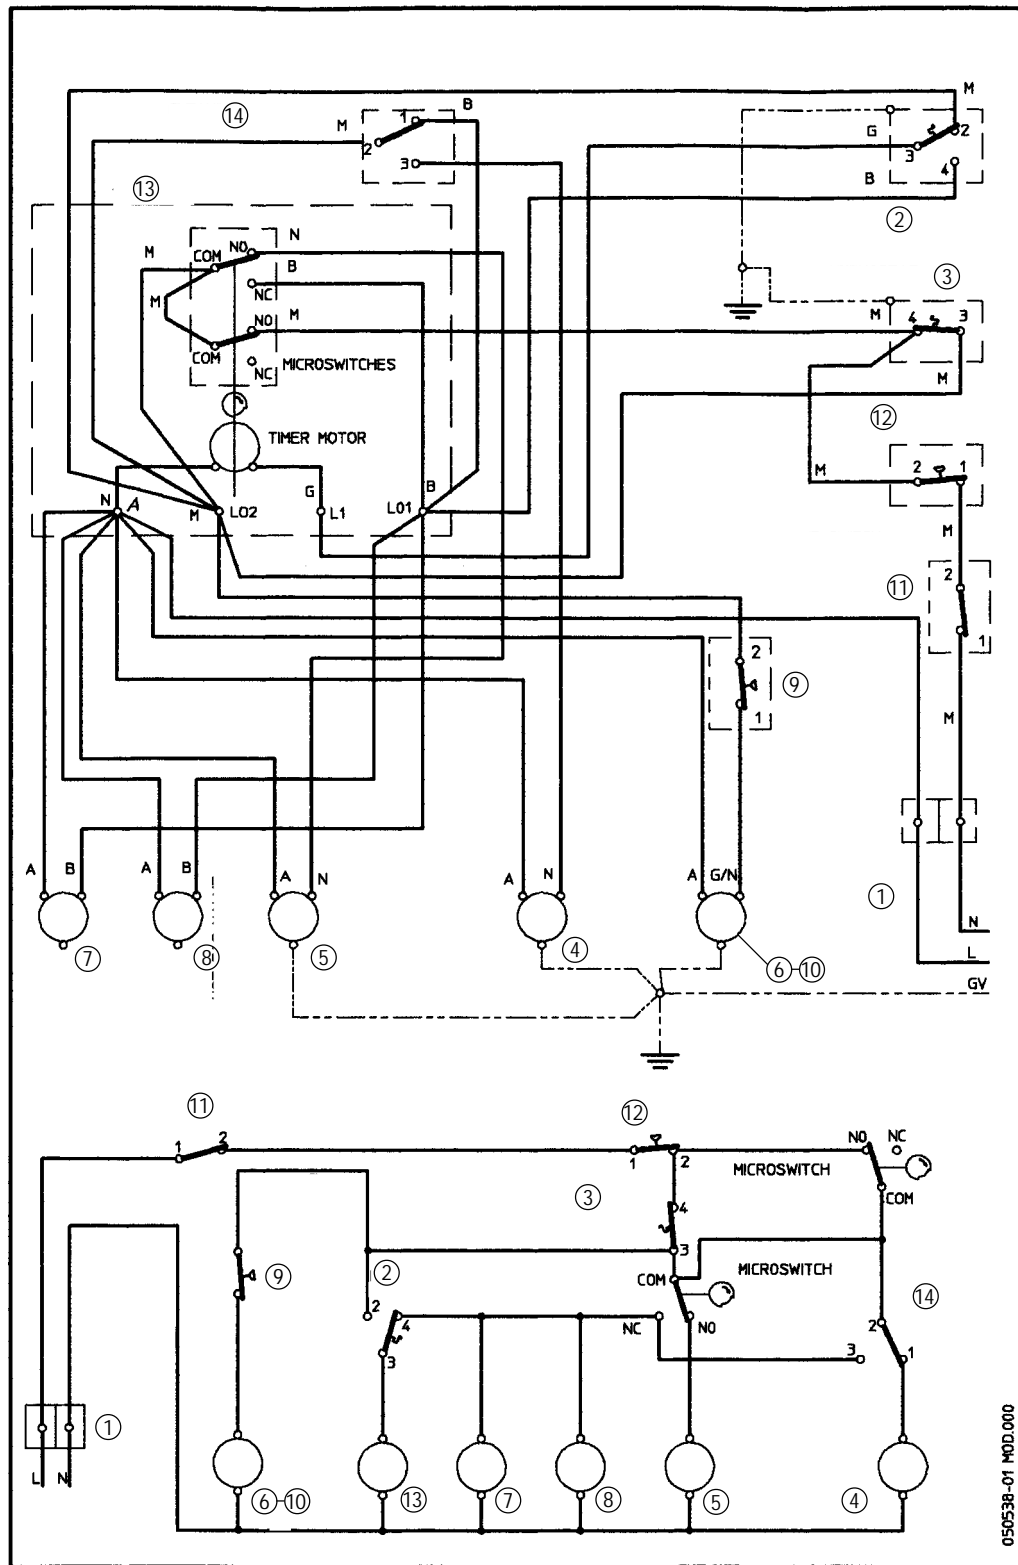 M
14
1
B
M
2
3
G
2
3
4
B
2
13
M
COM
NO
N
B
NC
M
NO
M
COM
NC
MICROSWITCHES
3
M
4
3
M
12
TIMER MOTOR
M
2
1
N
A
M
LO2
G
L1
LO1
B
M
11
2
1
2
9
1
M
A
B
A
B
A
N
A
N
A
G/N
1
N
L
GV
7
8
5
4
6
10
11
1
2
12
1
2
NO
NC
MICROSWITCH
COM
3
4
3
9
2
2
4
3
COM
MICROSWITCH
NC
NO
14
2
3
1
1
L
N
6
10
13
7
8
5
4
050538-01 MOD.000